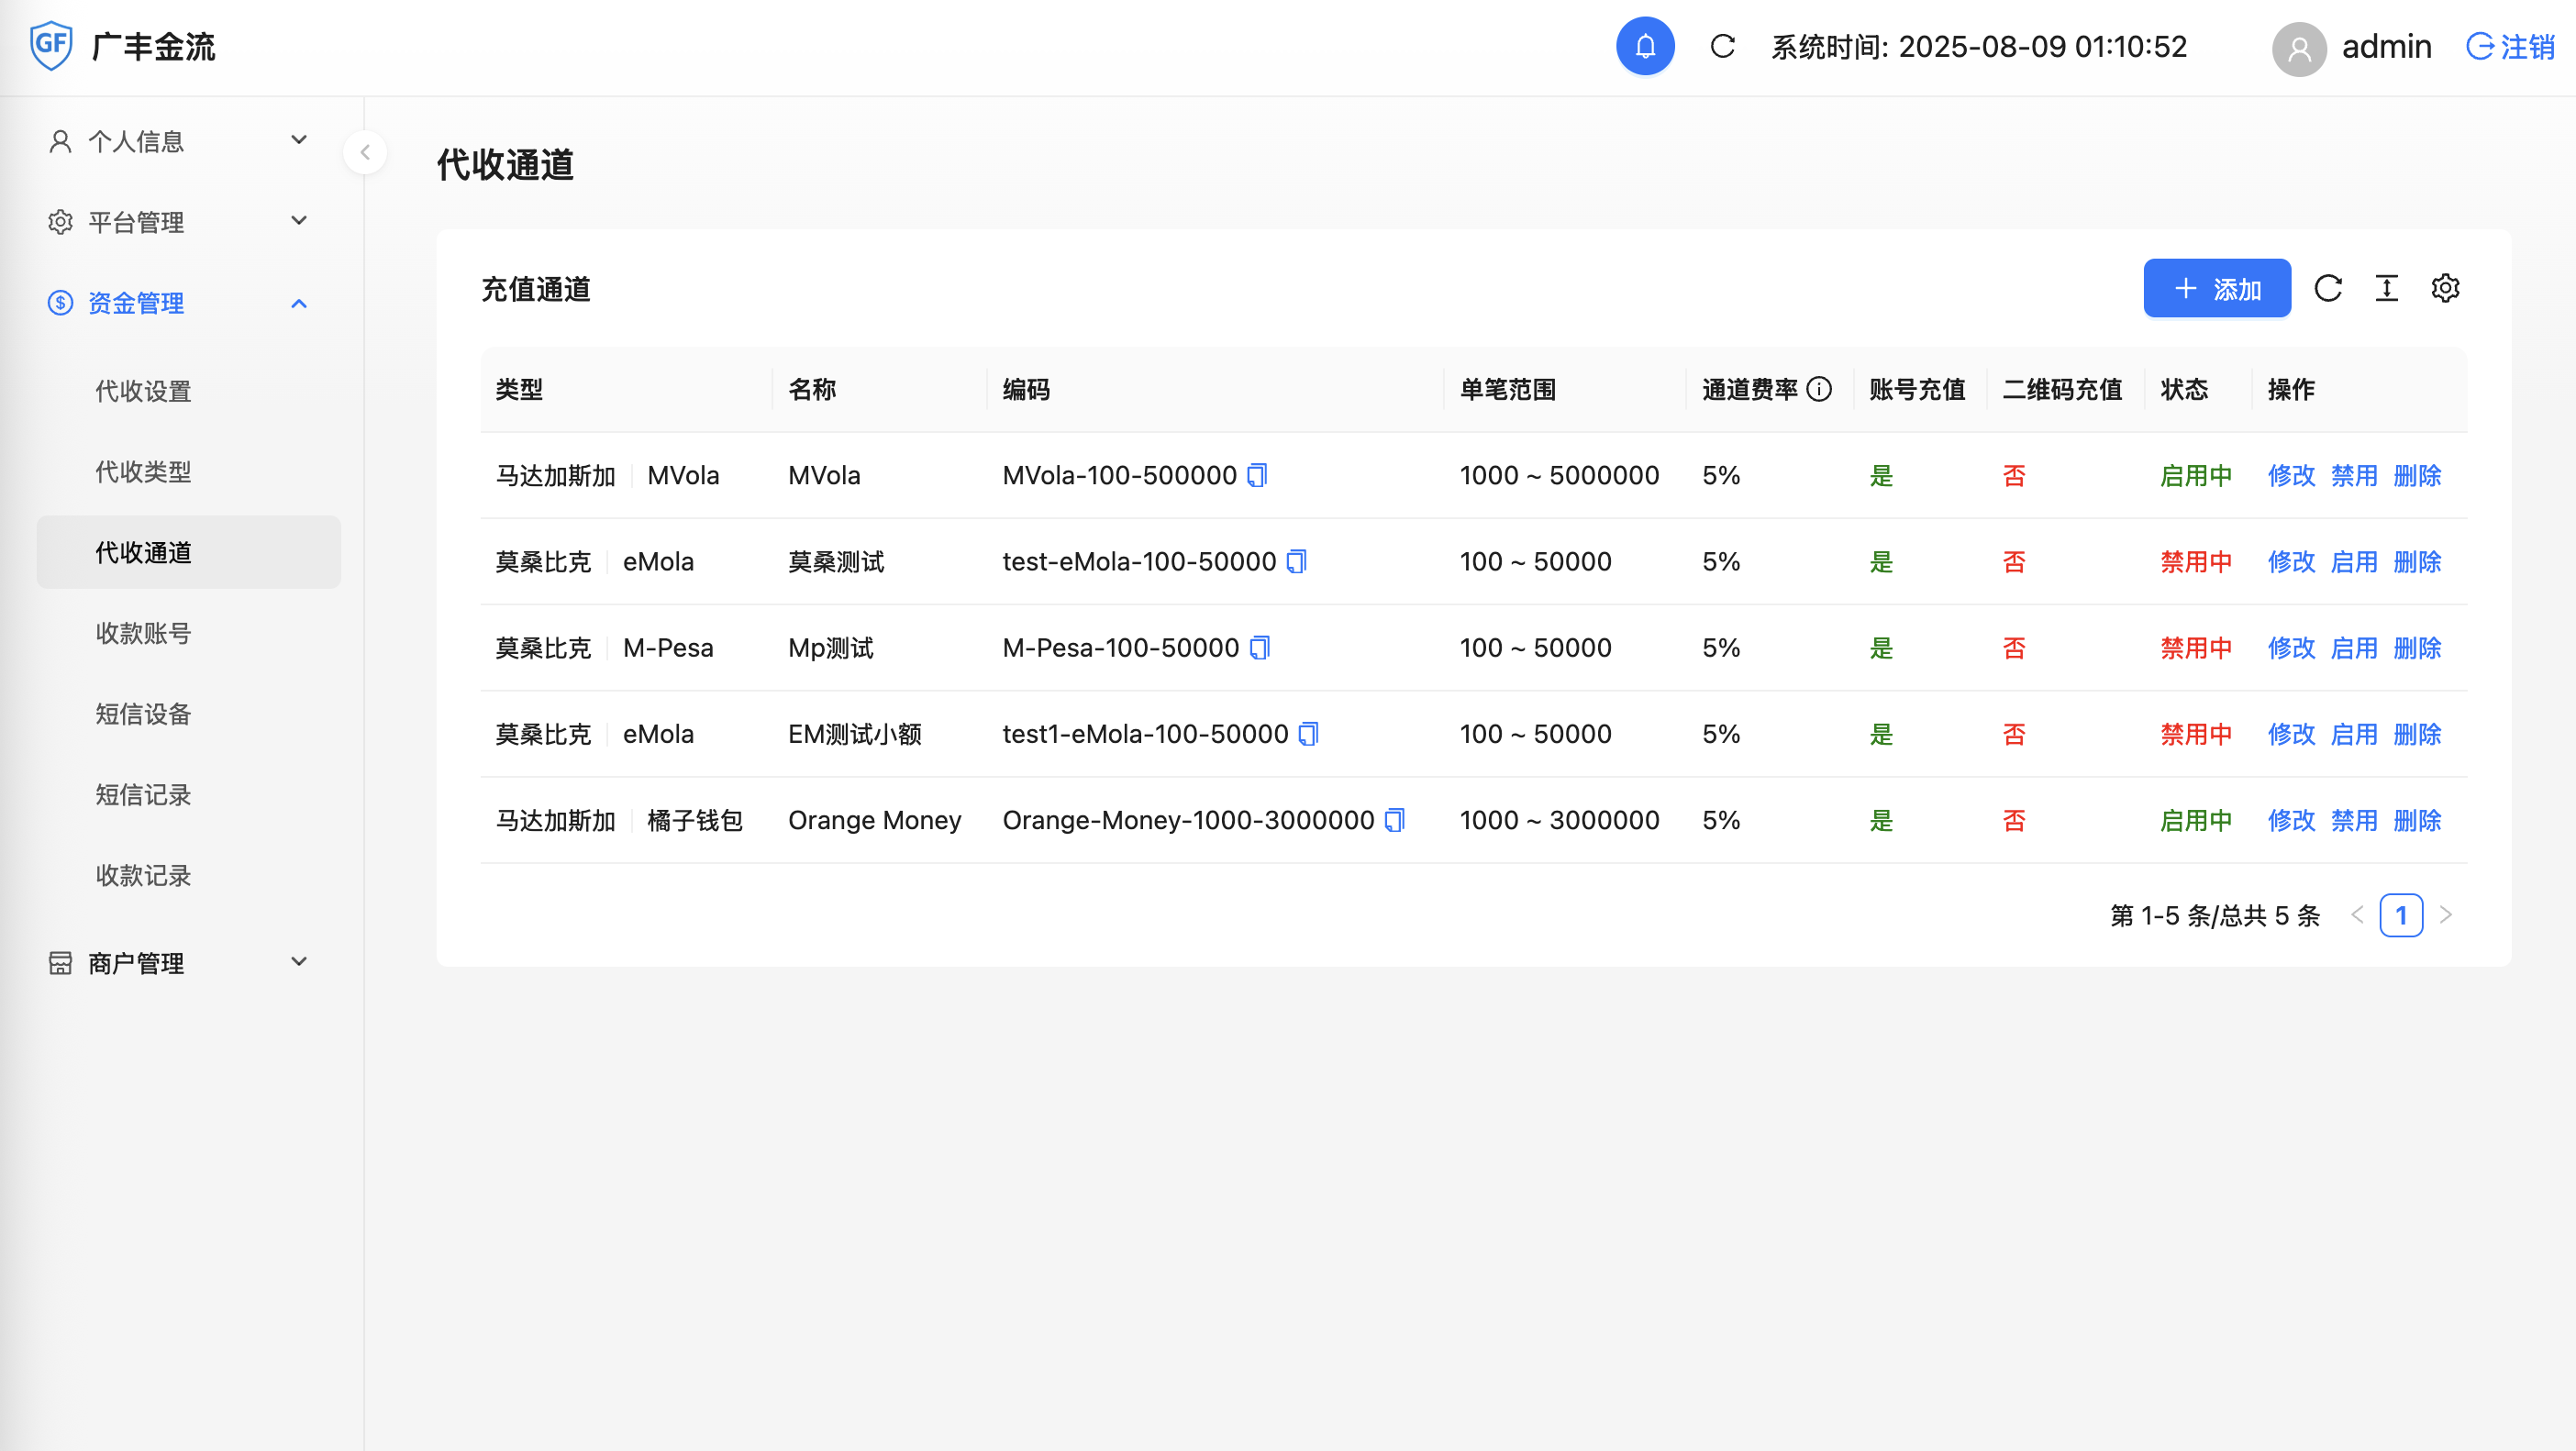 GF 广丰金流
系统时间: 2025-08-09 01:10:52 admin 注销
个人信息
平台管理
资金管理
代收设置
代收类型
代收通道
收款账号
短信设备
短信记录
收款记录
商户管理
代收通道
充值通道 添加
类型 名称 编码 单笔范围 通道费率 账号充值 二维码充值 状态 操作
马达加斯加 MVola MVola MVola-100-500000 1000 ~ 5000000 5% 是 否 启用中 修改 禁用 删除
莫桑比克 eMola 莫桑测试 test-eMola-100-50000 100 ~ 50000 5% 是 否 禁用中 修改 启用 删除
莫桑比克 M-Pesa Mp测试 M-Pesa-100-50000 100 ~ 50000 5% 是 否 禁用中 修改 启用 删除
莫桑比克 eMola EM测试小额 test1-eMola-100-50000 100 ~ 50000 5% 是 否 禁用中 修改 启用 删除
马达加斯加 橘子钱包 Orange Money Orange-Money-1000-3000000 1000 ~ 3000000 5% 是 否 启用中 修改 禁用 删除
第 1-5 条/总共 5 条 1